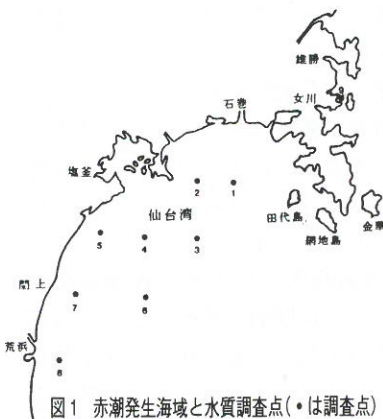 雄勝
石巻
女川
塩釜
2
1
仙台湾
田代島
金華
網地島
5
4
3
閖上
7
6
荒浜
8
図1 赤潮発生海域と水質調査点(・は調査点)